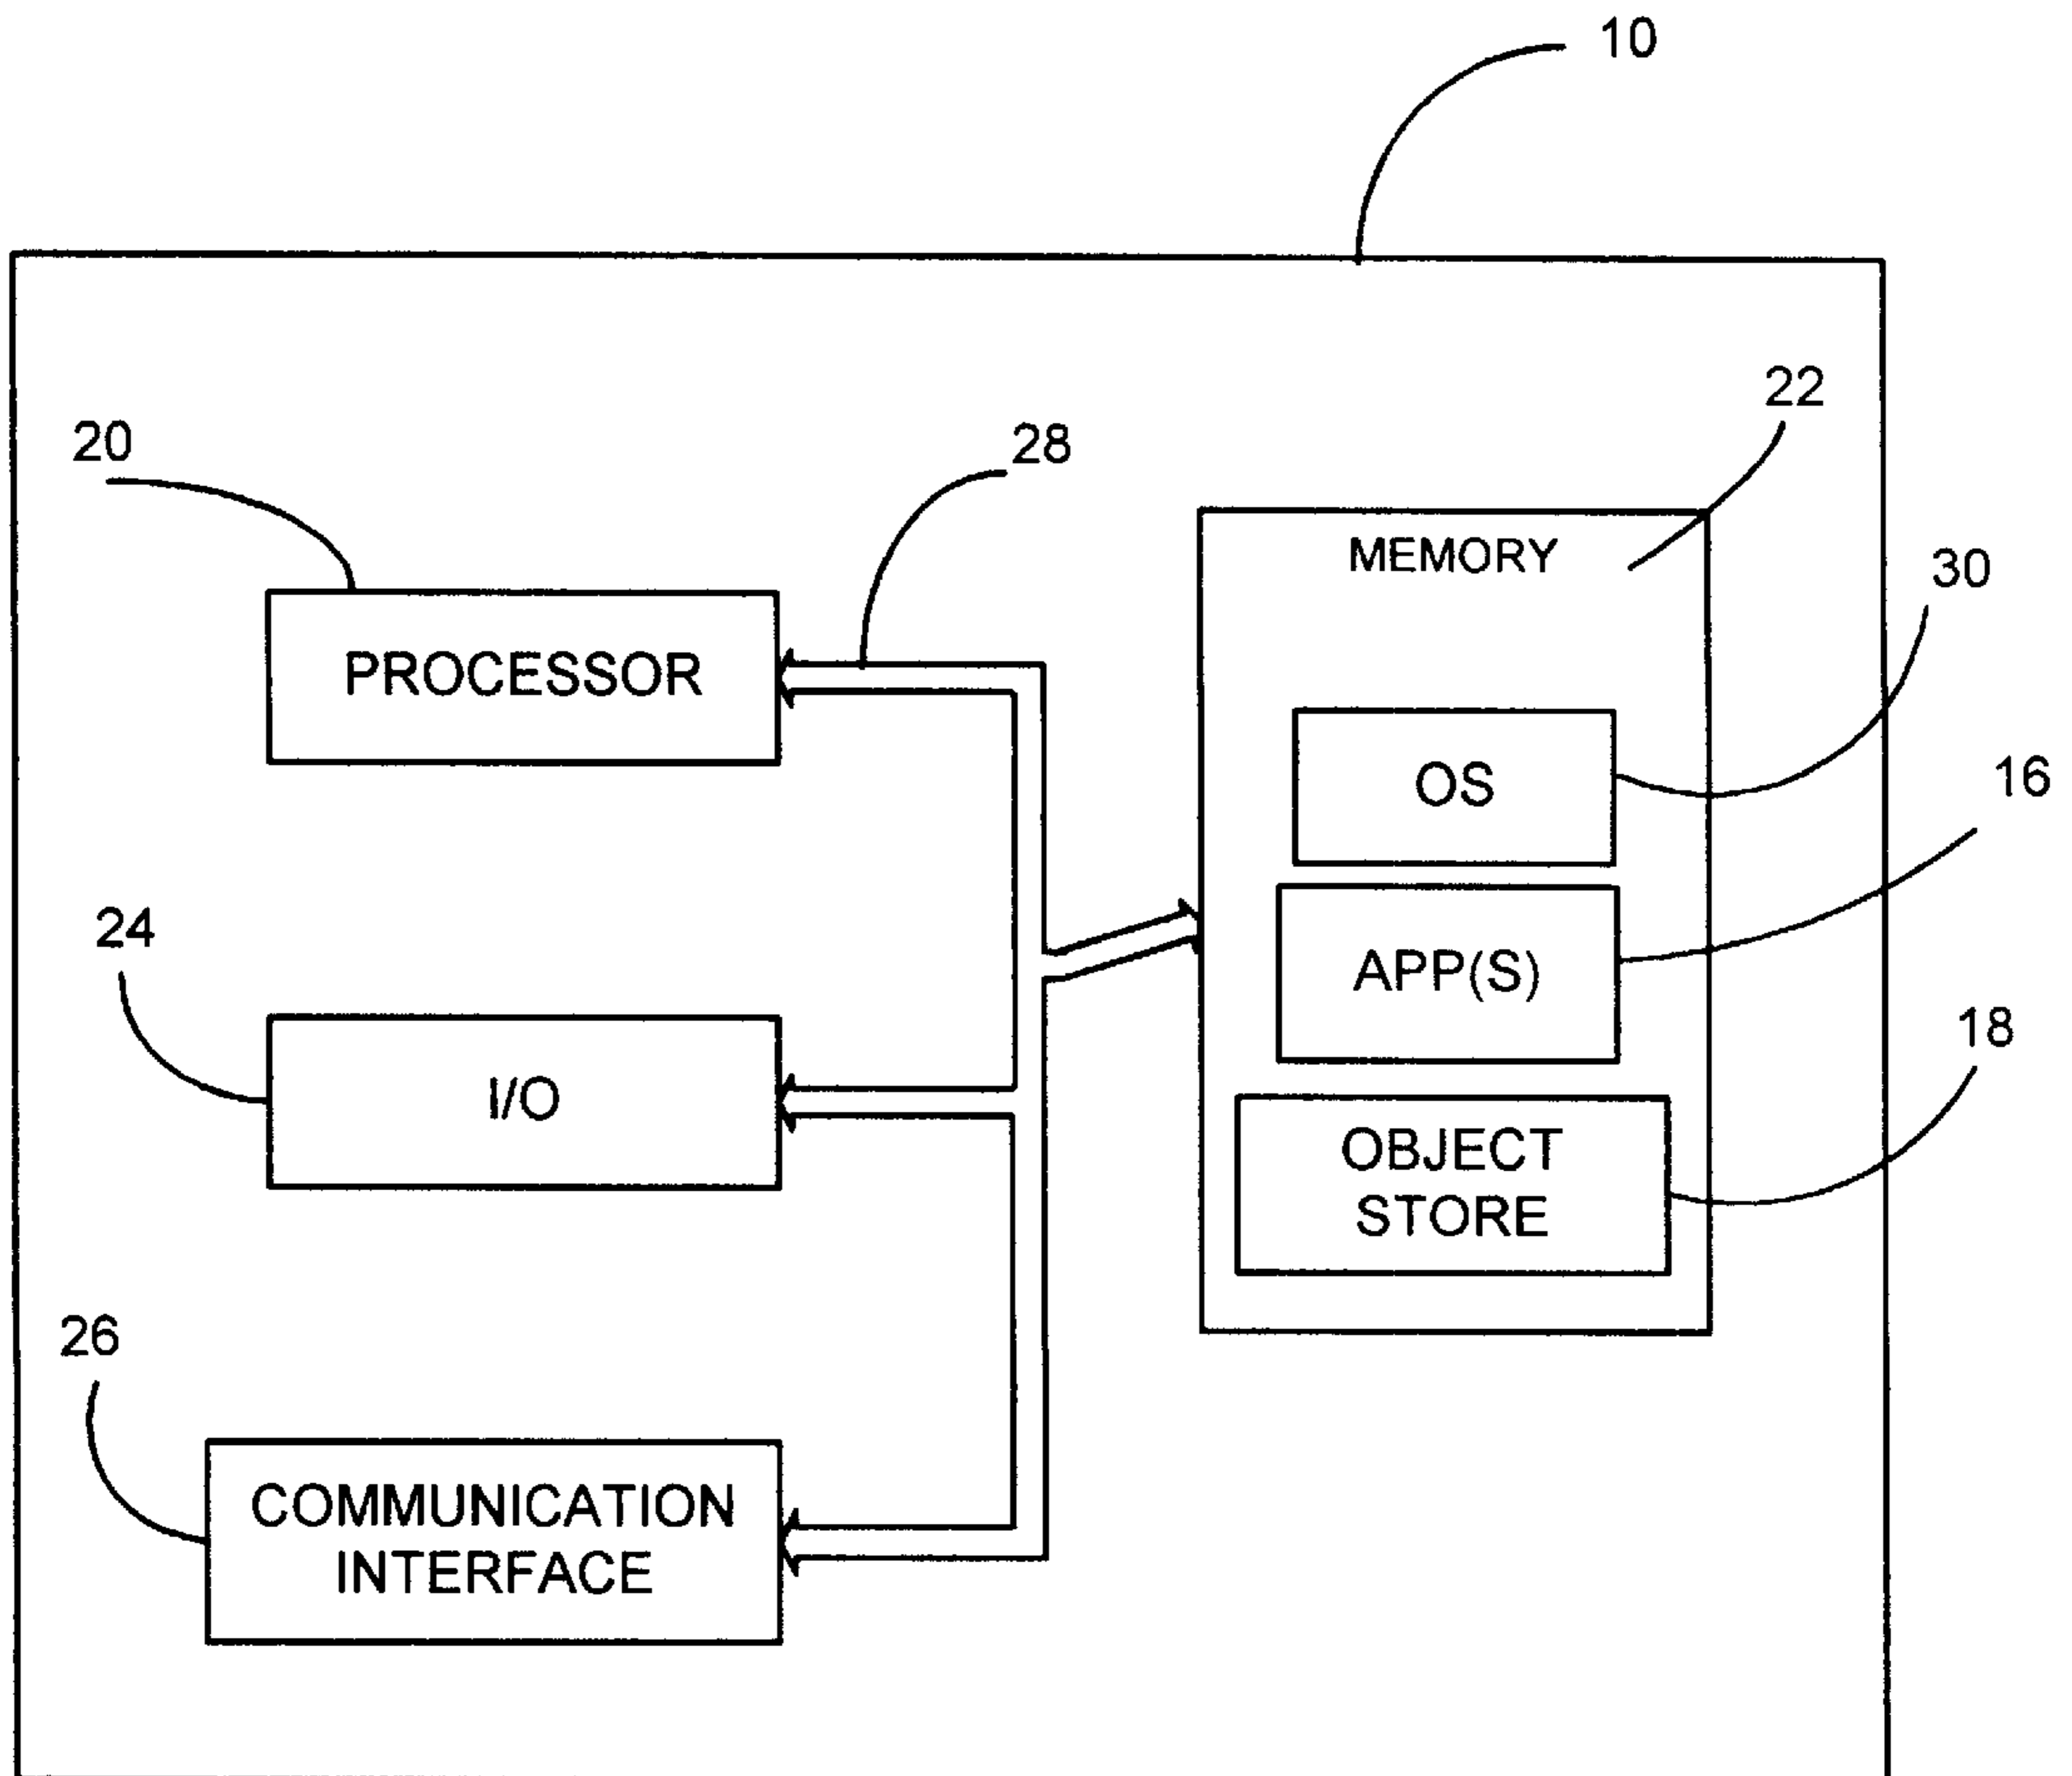 10
22
20
28
MEMORY
30
PROCESSOR
OS
16
24
APP(S)
18
I/O
OBJECT
STORE
26
COMMUNICATION
INTERFACE